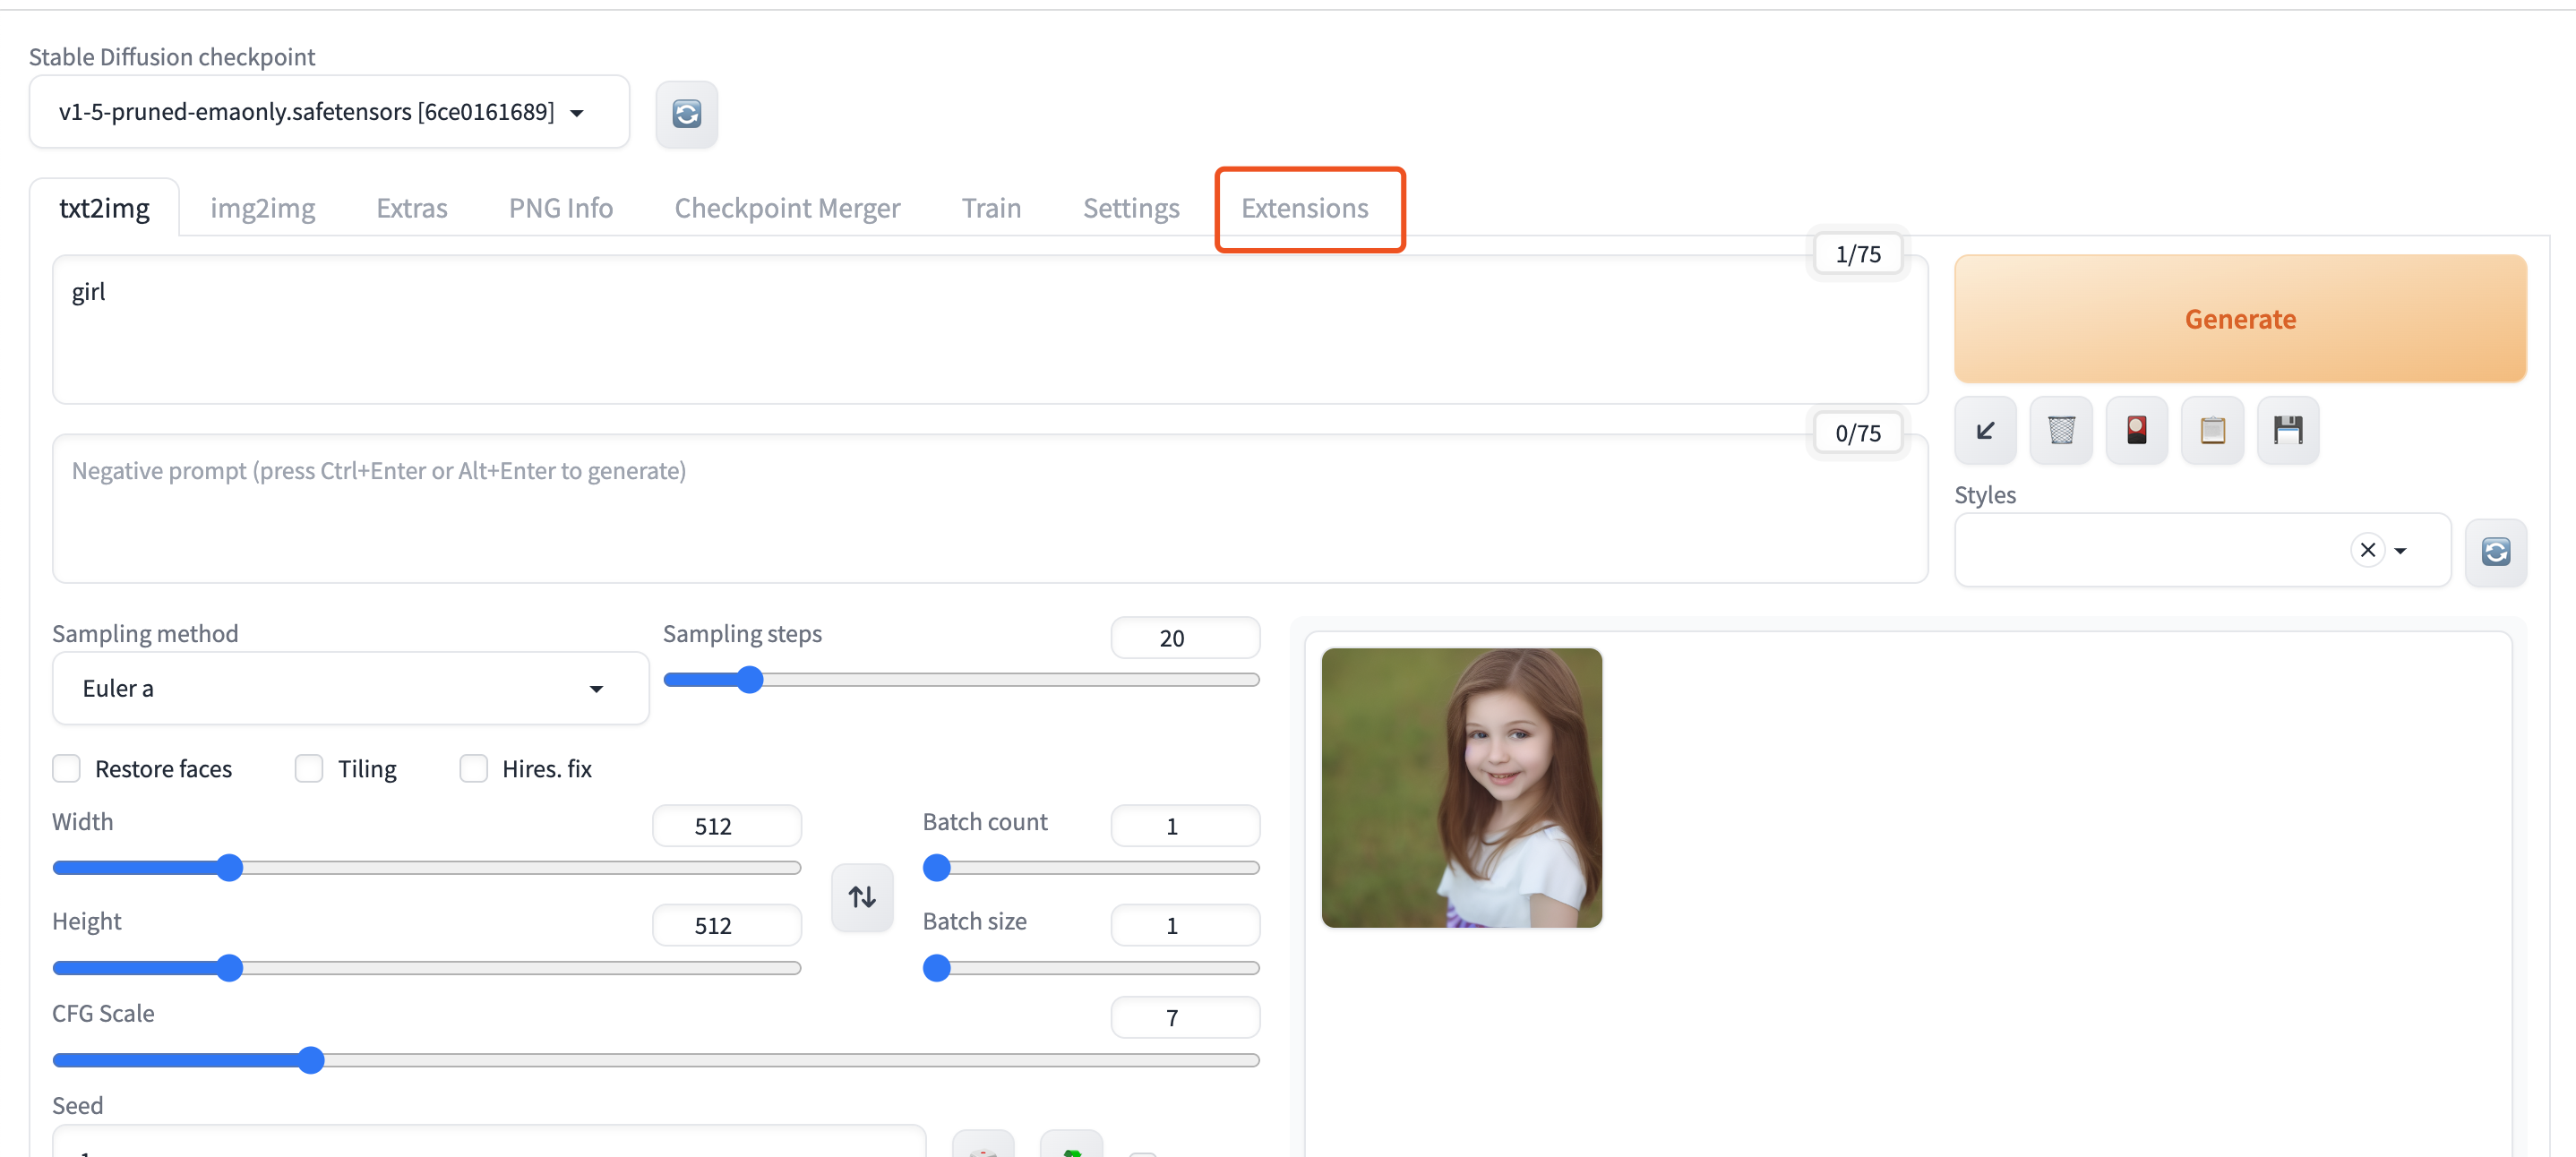 Stable Diffusion checkpoint
v1-5-pruned-emaonly.safetensors [6ce0161689]
txt2img img2img Extras PNG Info Checkpoint Merger Train Settings Extensions
1/75
girl
Generate
0/75
Negative prompt (press Ctrl+Enter or Alt+Enter to generate)
Styles
Sampling method
Euler a
Sampling steps
20
Restore faces Tiling Hires. fix
Width
512
Batch count
1
Height
512
Batch size
1
CFG Scale
7
Seed